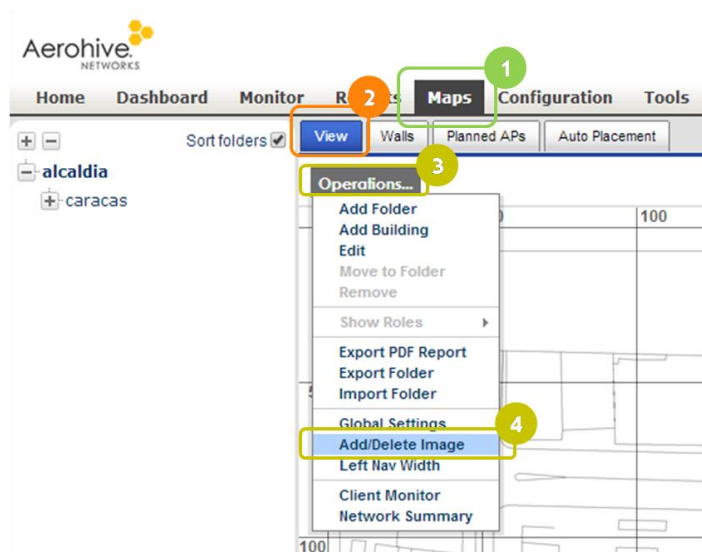 Aerohive.
NETWORKS
1
Home Dashboard Monitor 2 Maps Configuration Tools
Sort folders
View Walls Planned APs Auto Placement
alcaldia
caracas
3
Operations...
Add Folder
Add Building
Edit
Move to Folder
Remove
Show Roles
Export PDF Report
Export Folder
Import Folder
Global Settings
4
Add/Delete Image
Left Nav Width
Client Monitor
Network Summary
100
100